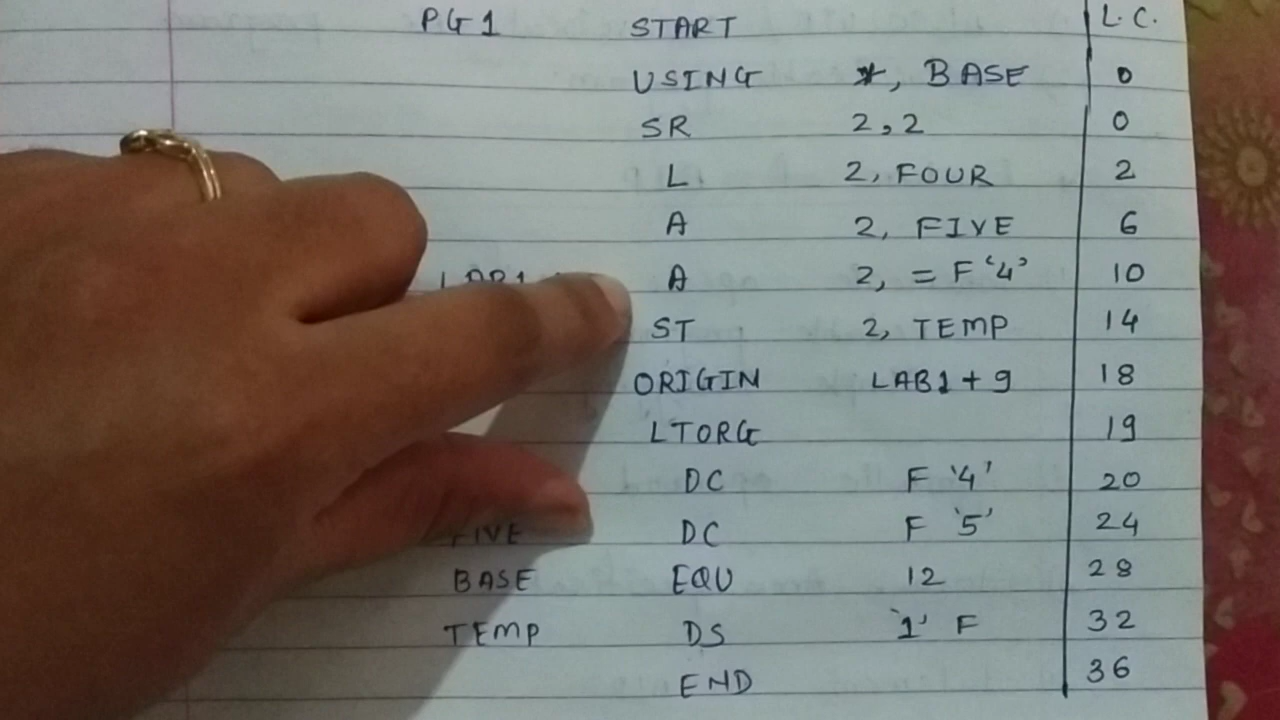 PG1 START L.C.
USING *, BASE 0
SR 2,2 0
L 2, FOUR 2
A 2, FIVE 6
LAB1 A 2, = F '4' 10
ST 2, TEMP 14
ORIGIN LAB1 + 9 18
LTORG 19
DC F '4' 20
FIVE DC F '5' 24
BASE EQU 12 28
TEMP DS '1' F 32
END 36